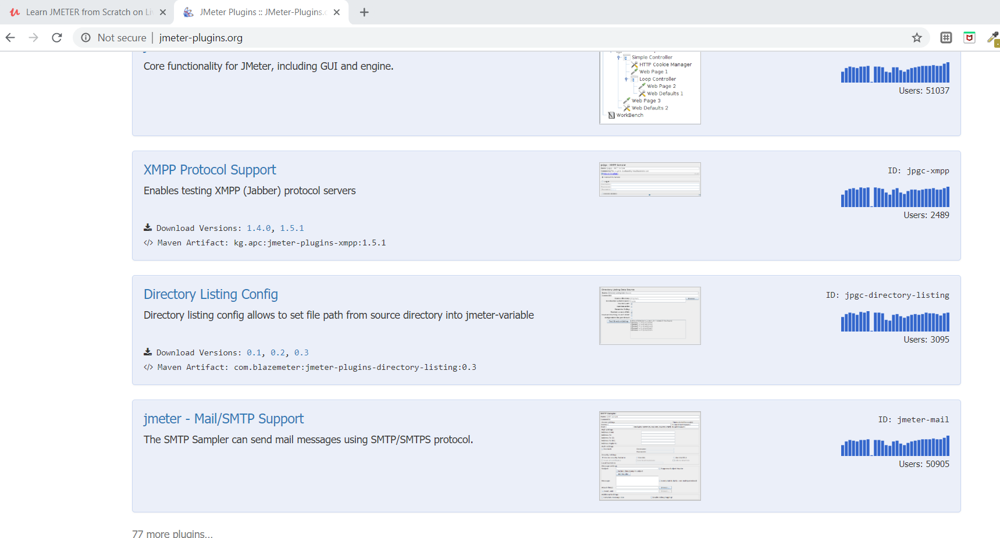 Learn JMETER from Scratch on Li
JMeter Plugins :: JMeter-Plugins.
Not secure | jmeter-plugins.org
Core functionality for JMeter, including GUI and engine.
Simple Controller
HTTP Cookie Manager
Web Page 1
Loop Controller
Web Page 2
Web Defaults 1
Web Page 3
Web Defaults 2
WorkBench
Users: 51037
XMPP Protocol Support
Enables testing XMPP (Jabber) protocol servers
Download Versions: 1.4.0, 1.5.1
</> Maven Artifact: kg.apc:jmeter-plugins-xmpp:1.5.1
ID: jpgc-xmpp
Users: 2489
Directory Listing Config
Directory listing config allows to set file path from source directory into jmeter-variable
Download Versions: 0.1, 0.2, 0.3
</> Maven Artifact: com.blazemeter:jmeter-plugins-directory-listing:0.3
Directory Listing Data Source
ID: jpgc-directory-listing
Users: 3095
jmeter - Mail/SMTP Support
The SMTP Sampler can send mail messages using SMTP/SMTPS protocol.
SMTP Sampler
ID: jmeter-mail
Users: 50905
77 more plugins...